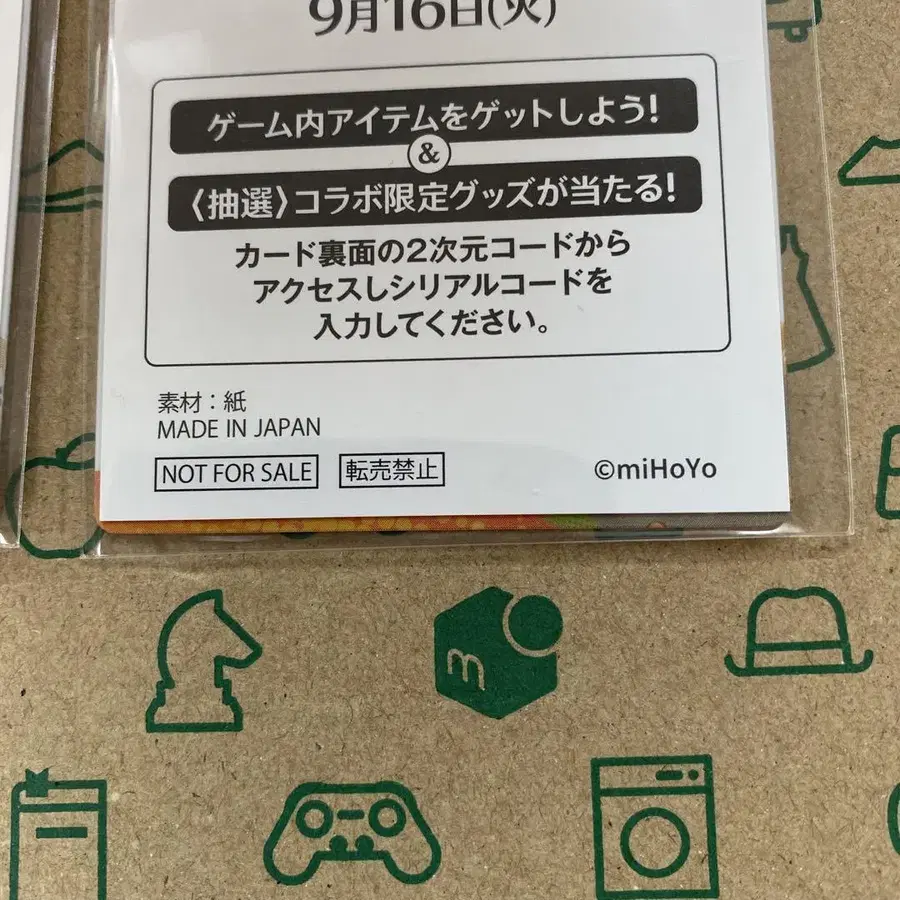 9月16日(火)
ゲーム内アイテムをゲットしよう!
&
〈抽選〉コラボ限定グッズが当たる!
カード裏面の2次元コードから
アクセスしシリアルコードを
入力してください。
素材：紙
MADE IN JAPAN
NOT FOR SALE 転売禁止 ©miHoYo
m